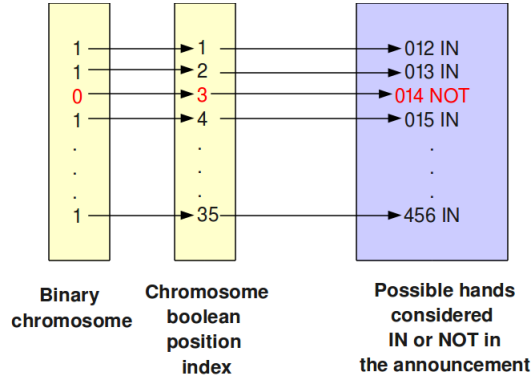 1 1 012 IN
1 2 013 IN
0 3 014 NOT
1 4 015 IN
. . .
. . .
. . .
1 35 456 IN
Binary
chromosome
Chromosome
boolean
position
index
Possible hands
considered
IN or NOT in
the announcement